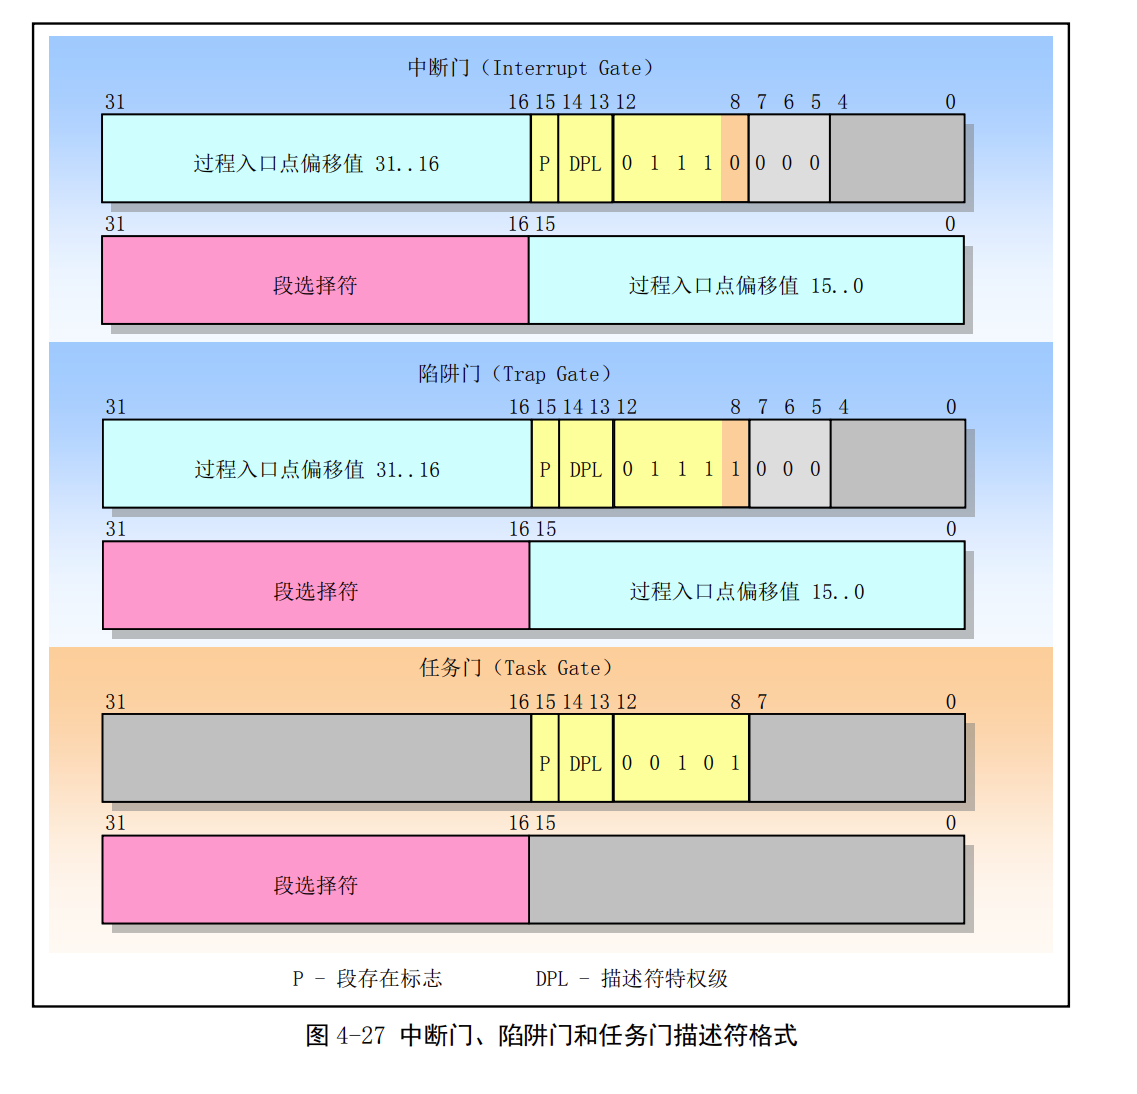 中断门（Interrupt Gate）
31 16 15 14 13 12 8 7 6 5 4 0
过程入口点偏移值 31..16 P DPL 0 1 1 1 0 0 0 0
31 16 15 0
段选择符 过程入口点偏移值 15..0
陷阱门（Trap Gate）
31 16 15 14 13 12 8 7 6 5 4 0
过程入口点偏移值 31..16 P DPL 0 1 1 1 1 0 0 0
31 16 15 0
段选择符 过程入口点偏移值 15..0
任务门（Task Gate）
31 16 15 14 13 12 8 7 0
P DPL 0 0 1 0 1
31 16 15 0
段选择符
P - 段存在标志 DPL - 描述符特权级
图 4-27 中断门、陷阱门和任务门描述符格式